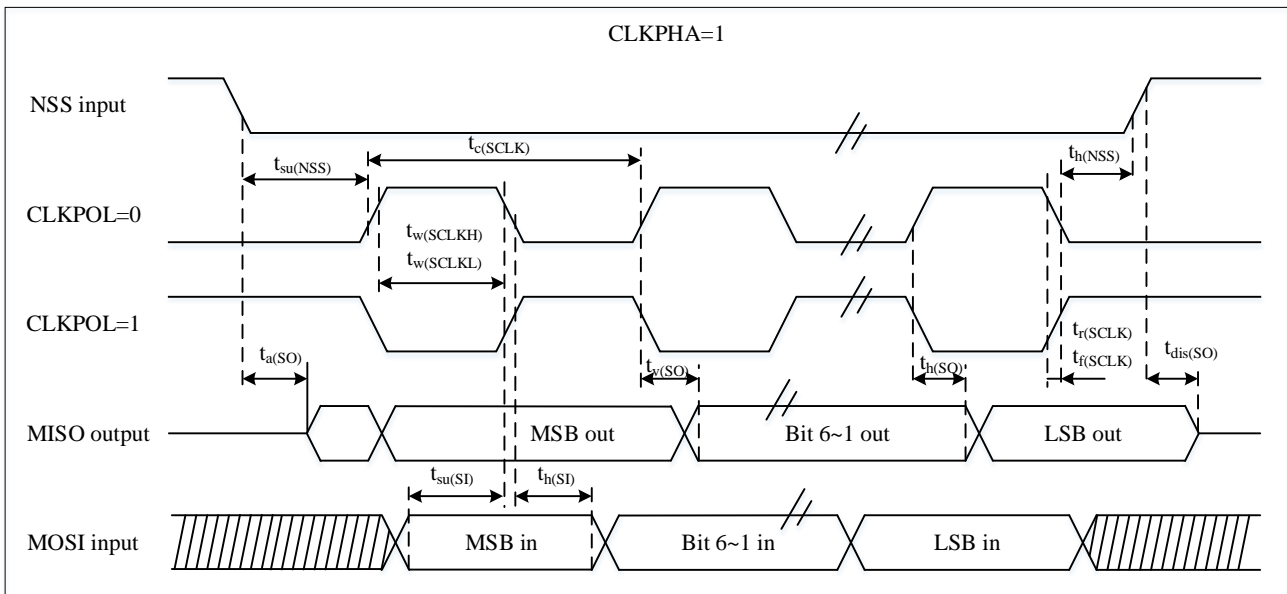 CLKPHA=1
NSS input
tc(SCLK)
tsu(NSS)
th(NSS)
CLKPOL=0
tw(SCLKH)
tw(SCLKL)
CLKPOL=1
tr(SCLK)
tf(SCLK)
ta(SO)
tv(SO)
th(SO)
tdis(SO)
MISO output
MSB out
Bit 6~1 out
LSB out
tsu(SI)
th(SI)
MOSI input
MSB in
Bit 6~1 in
LSB in